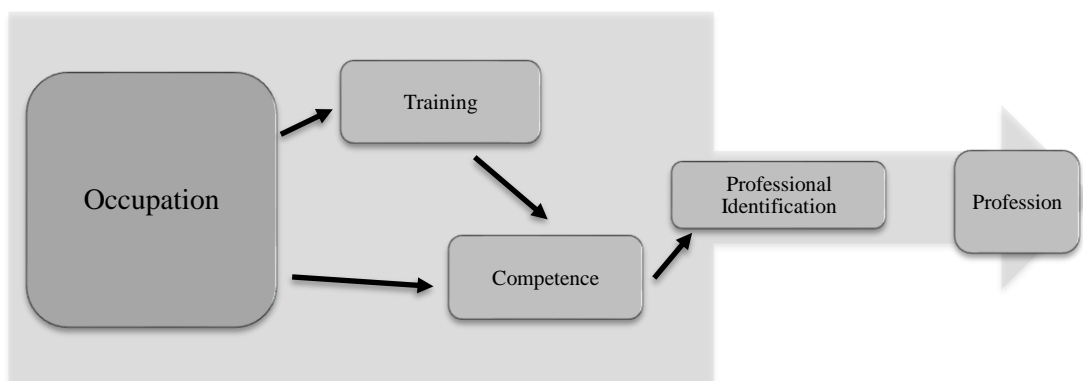 Occupation
Training
Competence
Professional
Identification
Profession